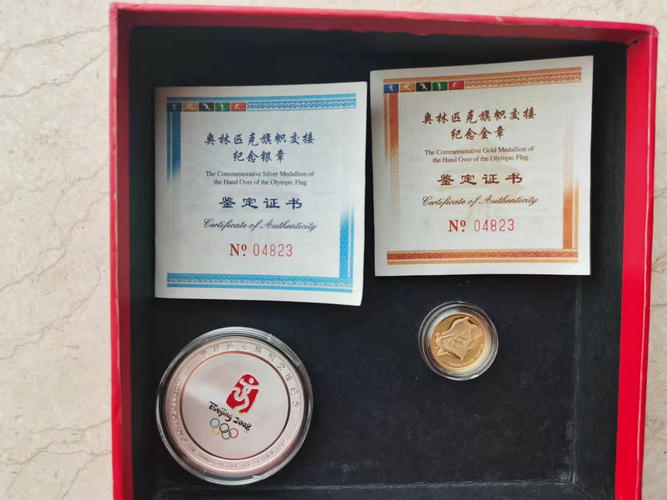 奥林匹克旗帜交接
纪念银章
The Commemorative Silver Medallion of
the Hand Over of the Olympic Flag
鉴定证书
Certificate of Authenticity
Nº 04823
奥林匹克旗帜交接
纪念金章
The Commemorative Gold Medallion of
the Hand Over of the Olympic Flag
鉴定证书
Certificate of Authenticity
Nº 04823
Beijing 2008